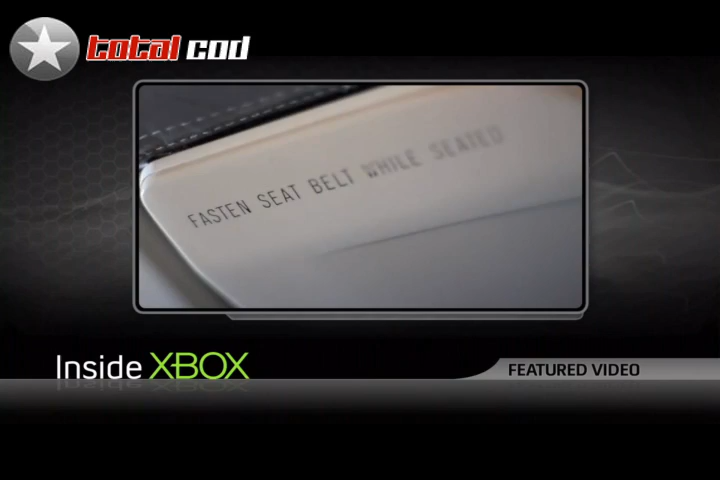 total cod
FASTEN SEAT BELT WHILE SEATED
Inside XBOX
FEATURED VIDEO